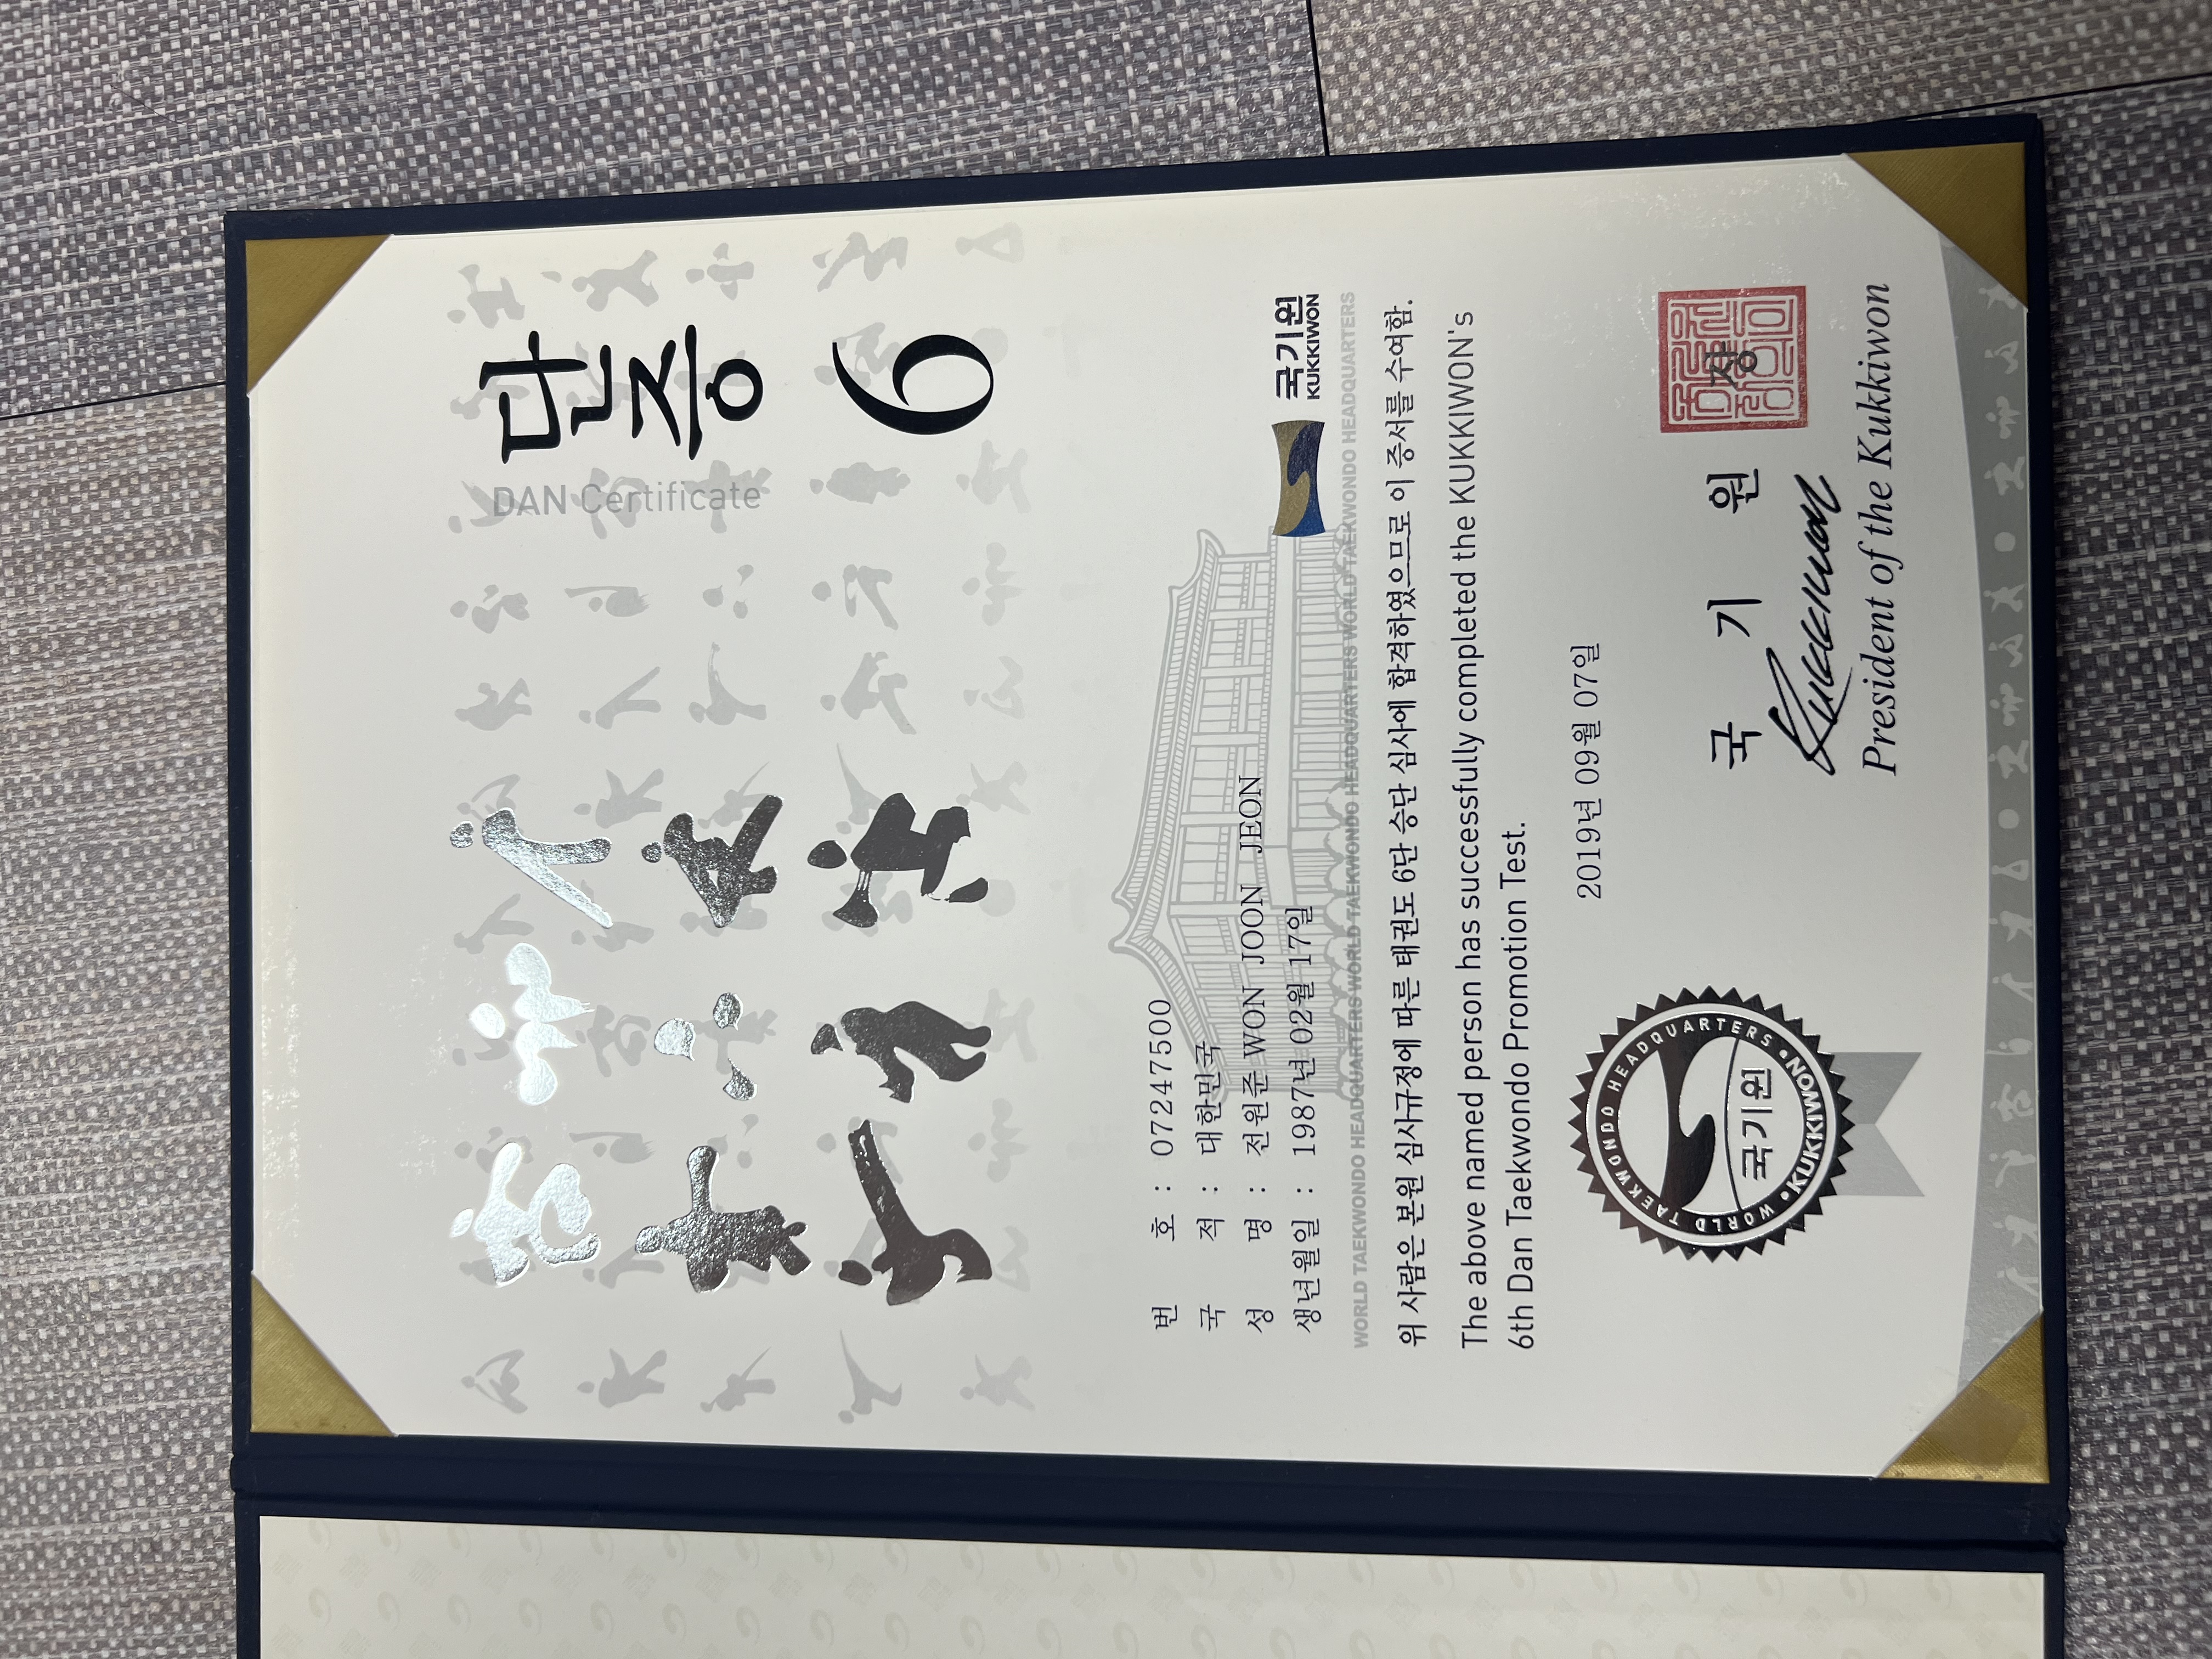 단증
DAN Certificate
6
번 호 : 07247500
국 적 : 대한민국
성 명 : 전원준 WON JOON JEON
생년월일 : 1987년 02월 17일
국기원
KUKKIWON
WORLD TAEKWONDO HEADQUARTERS WORLD TAEKWONDO HEADQUARTERS WORLD TAEKWONDO HEADQUARTERS WORLD TAEKWONDO HEADQUARTERS
위 사람은 본원 심사규정에 따른 태권도 6단 승단 심사에 합격하였으므로 이 증서를 수여함.
The above named person has successfully completed the KUKKIWON's
6th Dan Taekwondo Promotion Test.
2019년 09월 07일
WORLD TAEKWONDO HEADQUARTERS
국기원
•KUKKIWON•
국 기 원 장
Kukkiwon
President of the Kukkiwon